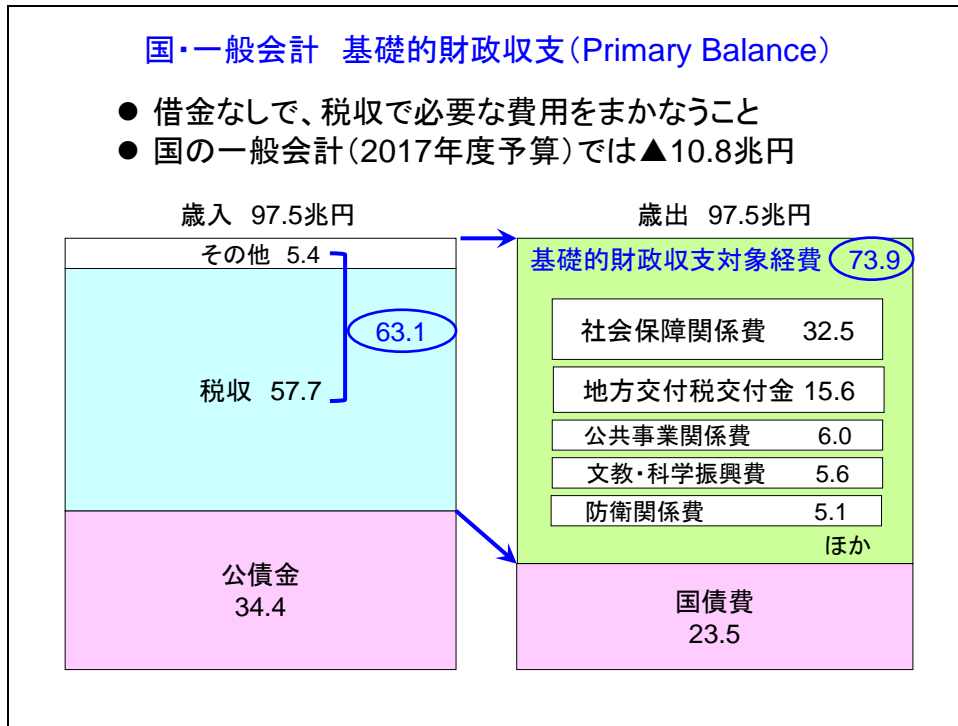 国・一般会計 基礎的財政収支(Primary Balance)
● 借金なしで、税収で必要な費用をまかなうこと
● 国の一般会計(2017年度予算)では▲10.8兆円
歳入 97.5兆円
その他 5.4
63.1
税収 57.7
公債金
34.4
歳出 97.5兆円
基礎的財政収支対象経費 73.9
社会保障関係費 32.5
地方交付税交付金 15.6
公共事業関係費 6.0
文教・科学振興費 5.6
防衛関係費 5.1
ほか
国債費
23.5